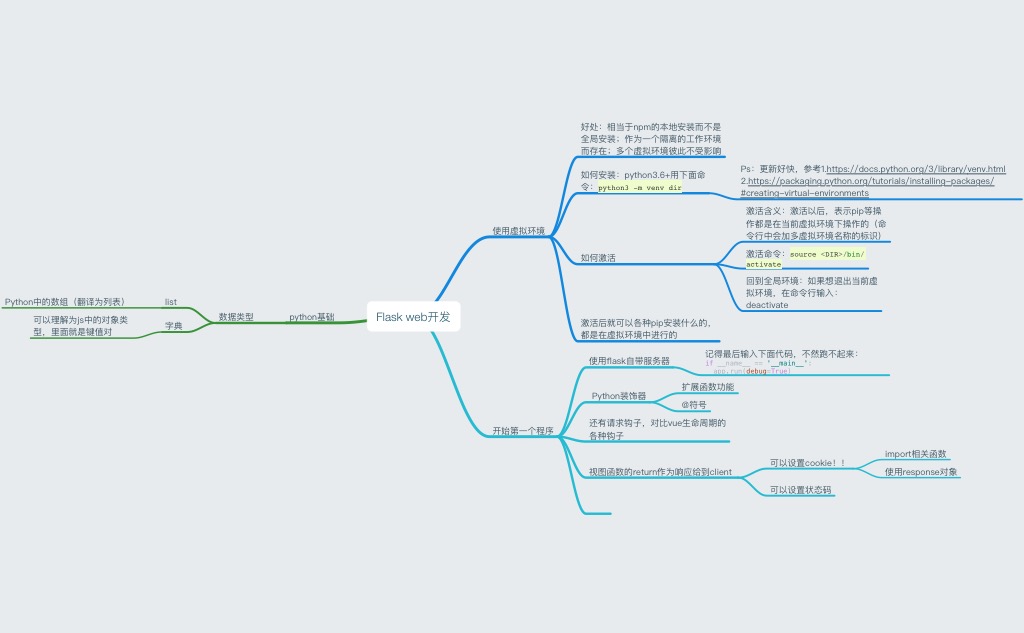 Flask web开发
使用虚拟环境
好处：相当于npm的本地安装而不是
全局安装；作为一个隔离的工作环境
而存在；多个虚拟环境彼此不受影响
如何安装：python3.6+用下面命
令：python3 -m venv dir
Ps：更新好快，参考1.https://docs.python.org/3/library/venv.html
2.https://packaging.python.org/tutorials/installing-packages/
#creating-virtual-environments
如何激活
激活含义：激活以后，表示pip等操
作都是在当前虚拟环境下操作的（命
令行中会加多虚拟环境名称的标识）
激活命令：source <DIR>/bin/
activate
回到全局环境：如果想退出当前虚
拟环境，在命令行输入：
deactivate
激活后就可以各种pip安装什么的，
都是在虚拟环境中进行的
开始第一个程序
使用flask自带服务器
记得最后输入下面代码，不然跑不起来：
if __name__ == '__main__':
app.run(debug=True)
Python装饰器
扩展函数功能
@符号
还有请求钩子，对比vue生命周期的
各种钩子
视图函数的return作为响应给到client
可以设置cookie！！
import相关函数
使用response对象
可以设置状态码
python基础
数据类型
list
Python中的数组（翻译为列表）
字典
可以理解为js中的对象类
型，里面就是键值对